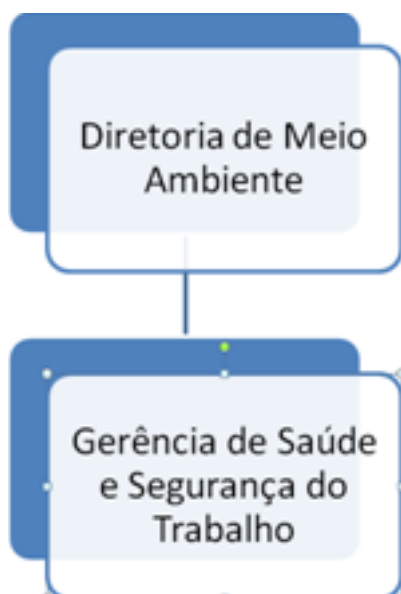 Diretoria de Meio
Ambiente
Gerência de Saúde
e Segurança do
Trabalho